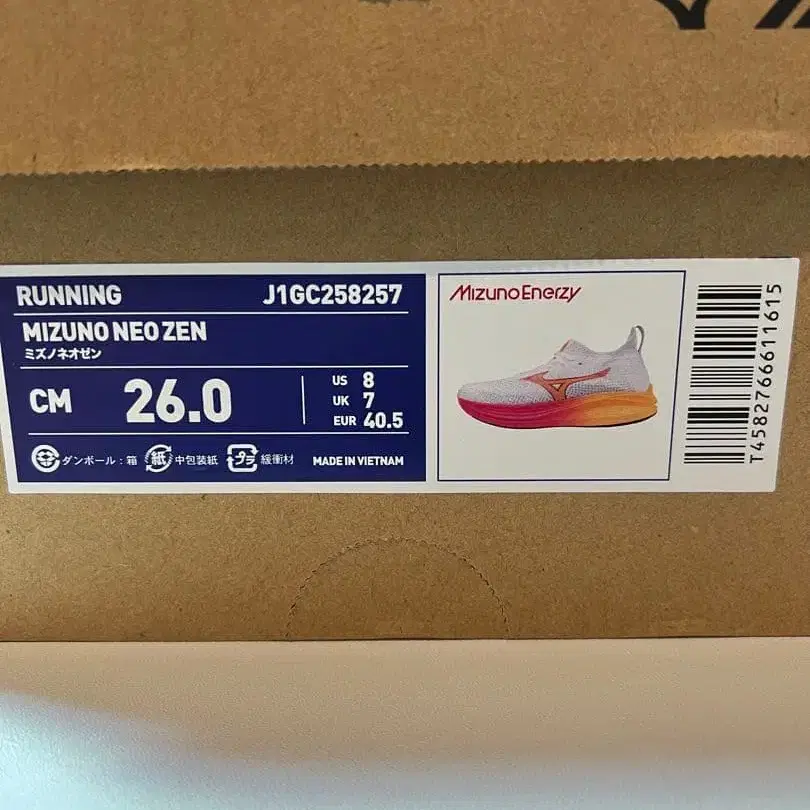 RUNNING J1GC258257
MIZUNO NEO ZEN
ミズノネオゼン
CM 26.0
US 8
UK 7
EUR 40.5
ダンボール：箱 紙 中包装紙 プラ 緩衝材 MADE IN VIETNAM
MizunoEnerzy
T4582766611615